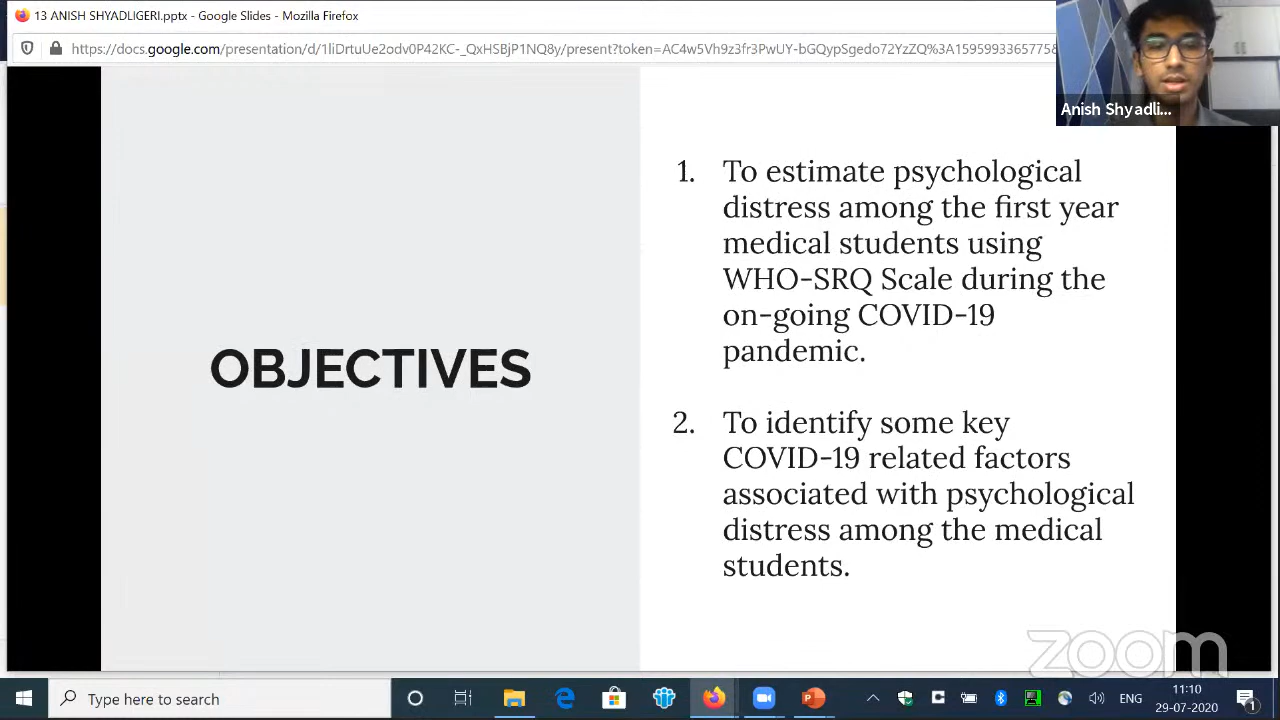 13 ANISH SHYADLIGERI.pptx - Google Slides - Mozilla Firefox
https://docs.google.com/presentation/d/1liDrtuUe2odv0P42KC-_QxHSBjP1NQ8y/present?token=AC4w5Vh9z3fr3PwUY-bGQypSgedo72YzZQ%3A15959933657758
Anish Shyadli...
OBJECTIVES
1. To estimate psychological
distress among the first year
medical students using
WHO-SRQ Scale during the
on-going COVID-19
pandemic.
2. To identify some key
COVID-19 related factors
associated with psychological
distress among the medical
students.
zoom
Type here to search
ENG
11:10
29-07-2020
1